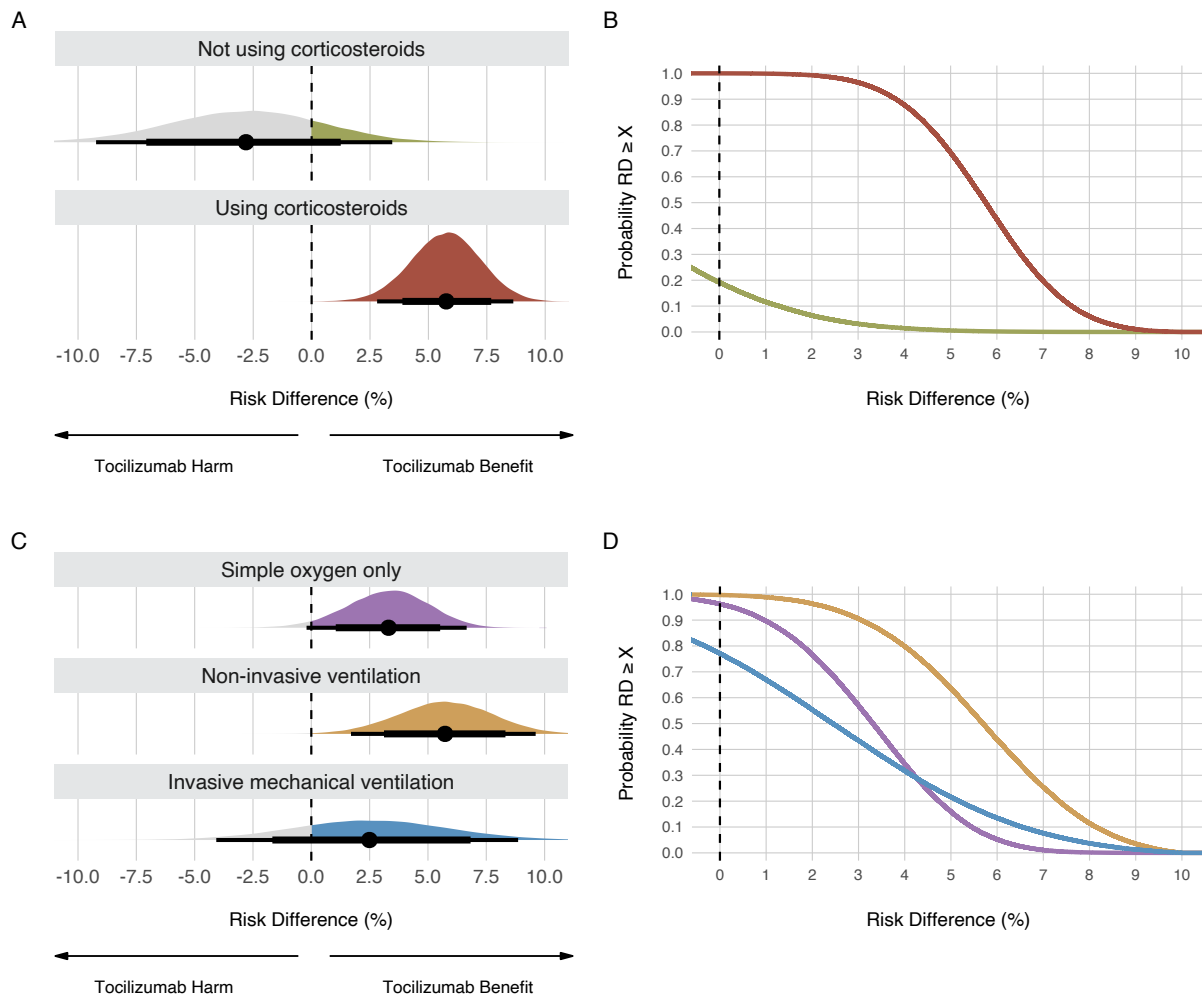 A
Not using corticosteroids
Using corticosteroids
-10.0 -7.5 -5.0 -2.5 0.0 2.5 5.0 7.5 10.0
Risk Difference (%)
Tocilizumab Harm Tocilizumab Benefit
B
Probability RD ≥ X
1.0
0.9
0.8
0.7
0.6
0.5
0.4
0.3
0.2
0.1
0.0
0 1 2 3 4 5 6 7 8 9 10
Risk Difference (%)
C
Simple oxygen only
Non-invasive ventilation
Invasive mechanical ventilation
-10.0 -7.5 -5.0 -2.5 0.0 2.5 5.0 7.5 10.0
Risk Difference (%)
Tocilizumab Harm Tocilizumab Benefit
D
Probability RD ≥ X
1.0
0.9
0.8
0.7
0.6
0.5
0.4
0.3
0.2
0.1
0.0
0 1 2 3 4 5 6 7 8 9 10
Risk Difference (%)